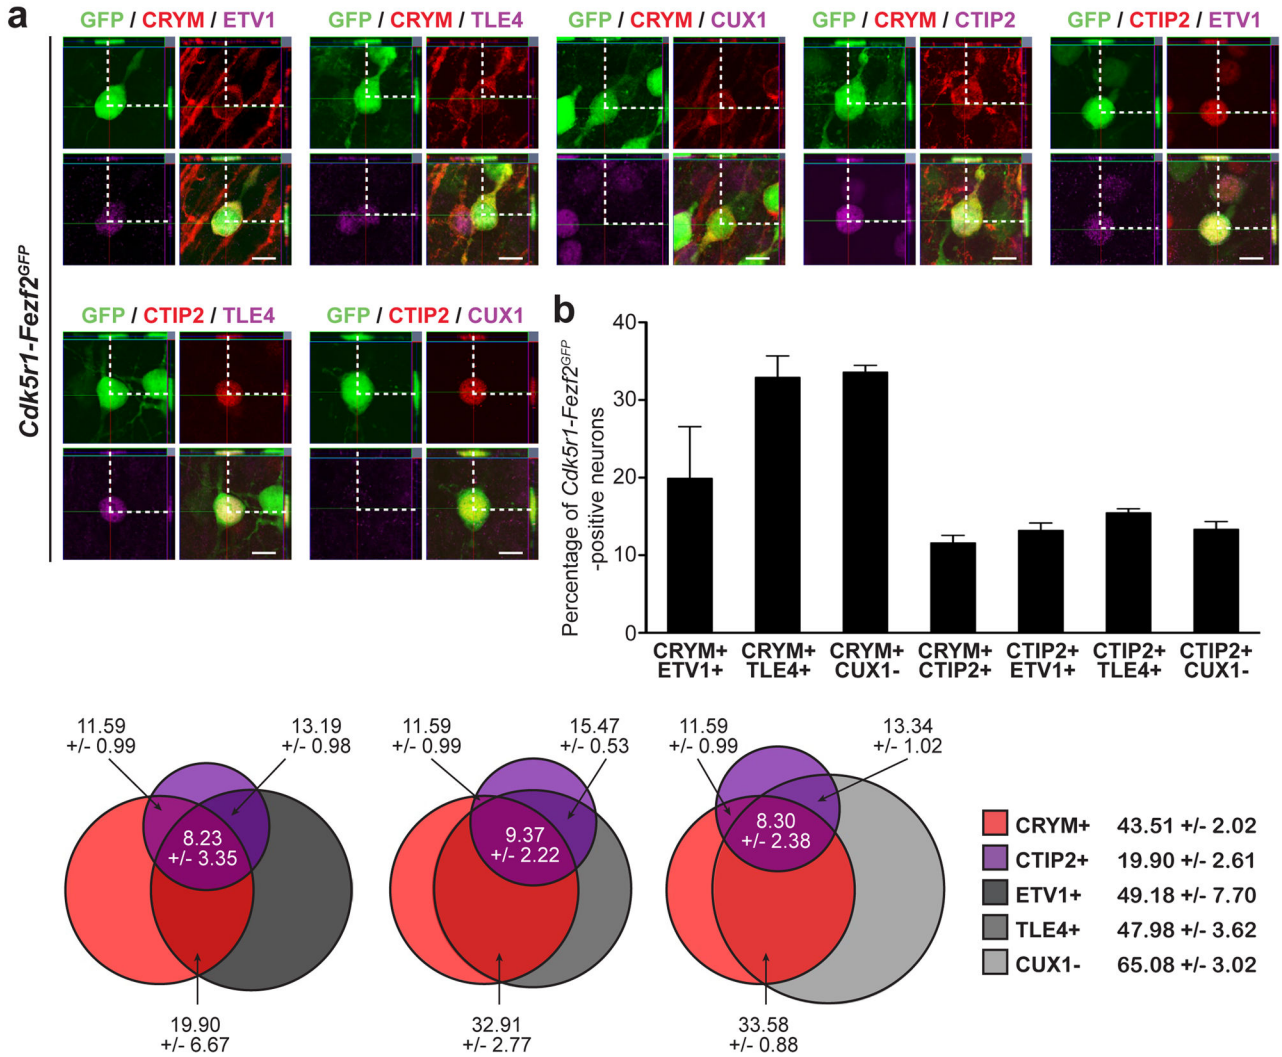 a
GFP / CRYM / ETV1
GFP / CRYM / TLE4
GFP / CRYM / CUX1
GFP / CRYM / CTIP2
GFP / CTIP2 / ETV1
Cdk5r1-Fezf2GFP
GFP / CTIP2 / TLE4
GFP / CTIP2 / CUX1
b
Percentage of Cdk5r1-Fezf2GFP
-positive neurons
40
30
20
10
0
CRYM+
ETV1+
CRYM+
TLE4+
CRYM+
CUX1-
CRYM+
CTIP2+
CTIP2+
ETV1+
CTIP2+
TLE4+
CTIP2+
CUX1-
11.59
+/- 0.99
13.19
+/- 0.98
8.23
+/- 3.35
19.90
+/- 6.67
11.59
+/- 0.99
15.47
+/- 0.53
9.37
+/- 2.22
32.91
+/- 2.77
11.59
+/- 0.99
13.34
+/- 1.02
8.30
+/- 2.38
33.58
+/- 0.88
CRYM+ 43.51 +/- 2.02
CTIP2+ 19.90 +/- 2.61
ETV1+ 49.18 +/- 7.70
TLE4+ 47.98 +/- 3.62
CUX1- 65.08 +/- 3.02